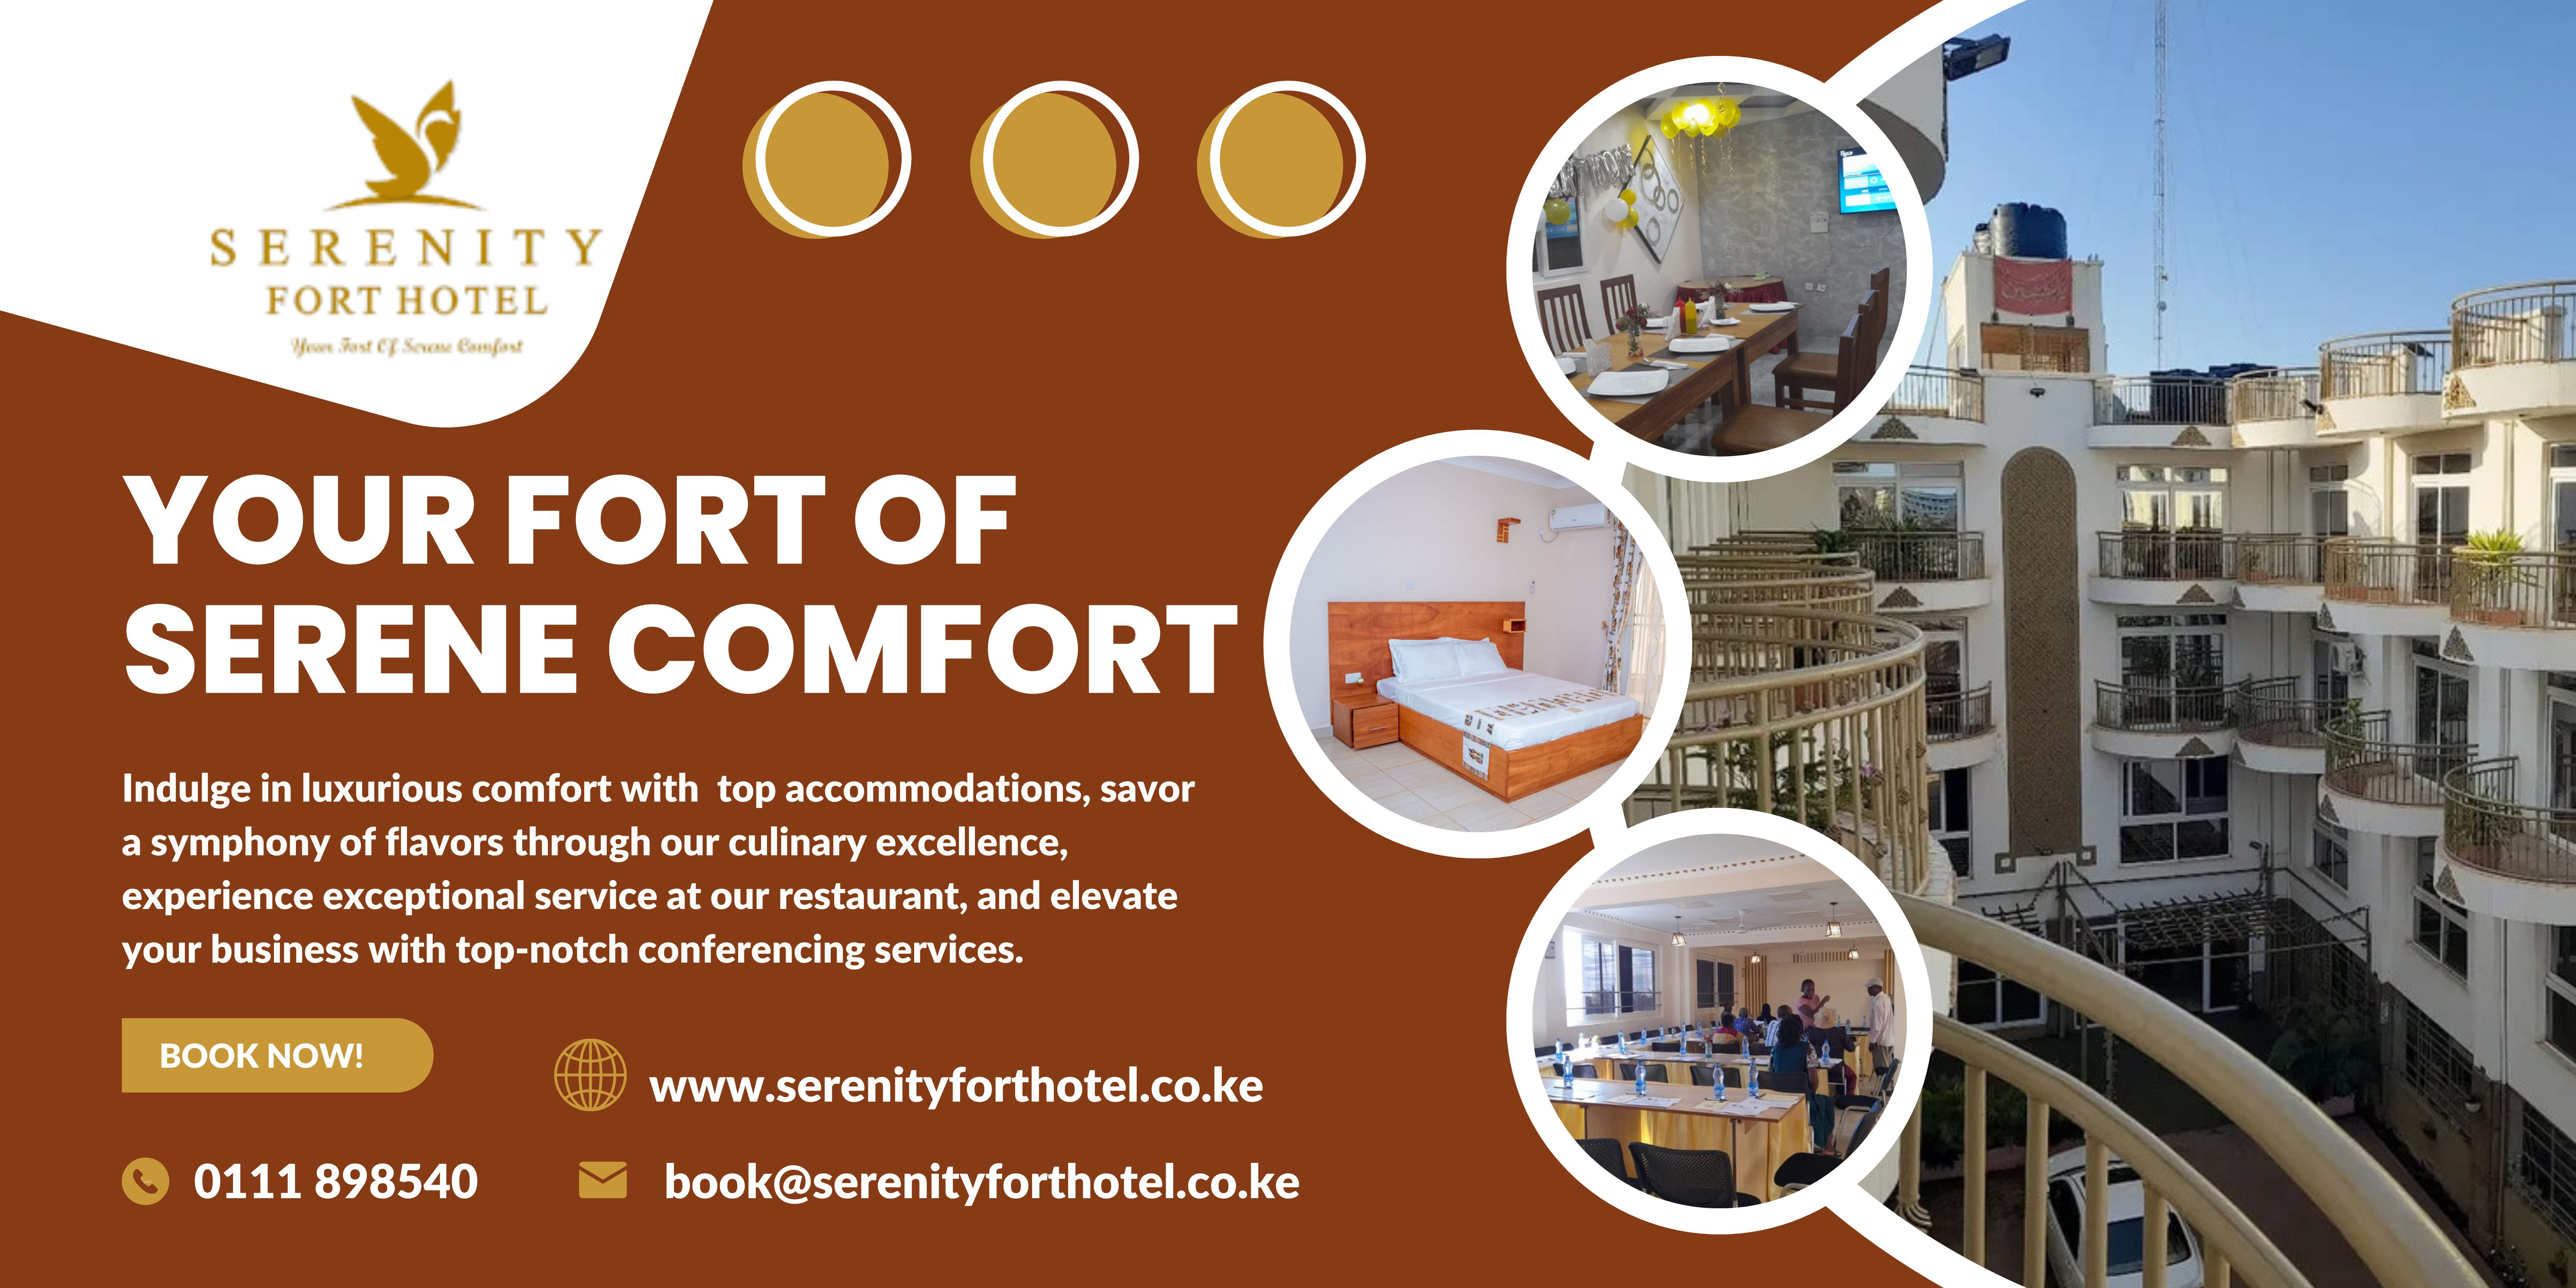 SERENITY
FORT HOTEL
Your Fort Of Serene Comfort
YOUR FORT OF
SERENE COMFORT
Indulge in luxurious comfort with top accommodations, savor
a symphony of flavors through our culinary excellence,
experience exceptional service at our restaurant, and elevate
your business with top-notch conferencing services.
BOOK NOW!
www.serenityforthotel.co.ke
0111 898540
book@serenityforthotel.co.ke